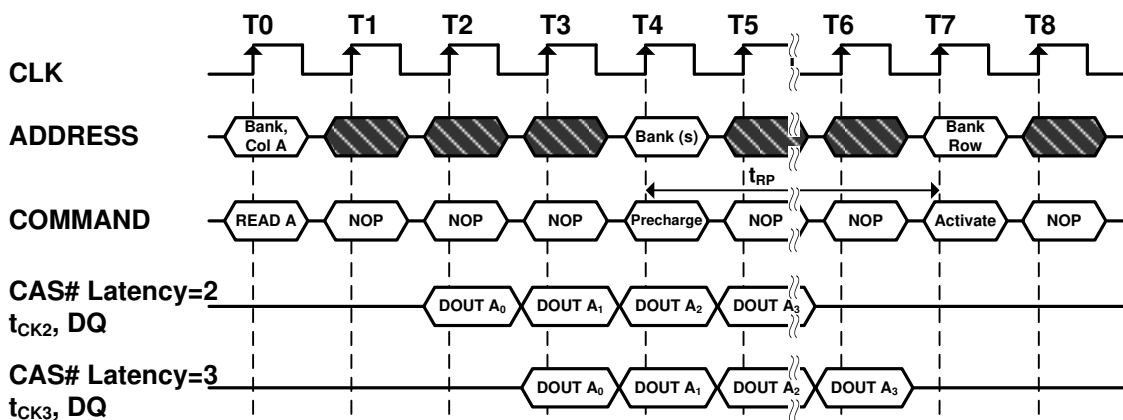 T0 T1 T2 T3 T4 T5 T6 T7 T8
CLK
ADDRESS
Bank, Col A
Bank (s)
Bank Row
tRP
COMMAND
READ A NOP NOP NOP Precharge NOP NOP Activate NOP
CAS# Latency=2
tCK2, DQ
DOUT A0 DOUT A1 DOUT A2 DOUT A3
CAS# Latency=3
tCK3, DQ
DOUT A0 DOUT A1 DOUT A2 DOUT A3